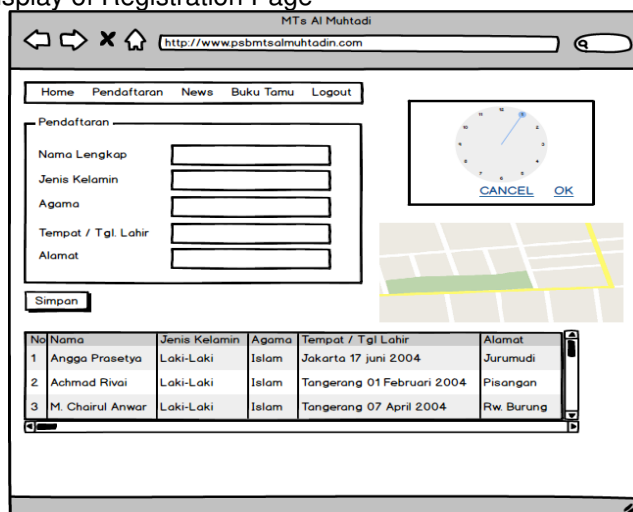 isplay of Registration Page
MTs Al Muhtadi
http://www.psbmtsalmuhtadin.com
Home Pendaftaran News Buku Tamu Logout
Pendaftaran
Nama Lengkap
Jenis Kelamin
Agama
Tempat / Tgl. Lahir
Alamat
CANCEL OK
Simpan
No Nama Jenis Kelamin Agama Tempat / Tgl Lahir Alamat
1 Angga Prasetya Laki-Laki Islam Jakarta 17 juni 2004 Jurumudi
2 Achmad Rivai Laki-Laki Islam Tangerang 01 Februari 2004 Pisangan
3 M. Chairul Anwar Laki-Laki Islam Tangerang 07 April 2004 Rw. Burung